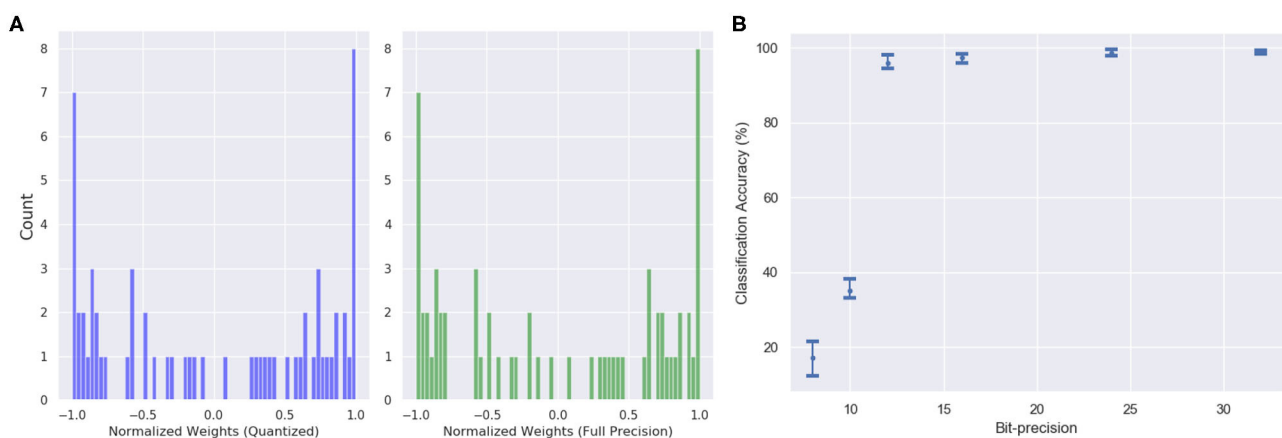 A
8
7
6
5
4
3
2
1
0
Count
−1.0 −0.5 0.0 0.5 1.0
Normalized Weights (Quantized)
8
7
6
5
4
3
2
1
0
−1.0 −0.5 0.0 0.5 1.0
Normalized Weights (Full Precision)
B
100
80
60
40
20
Classification Accuracy (%)
10 15 20 25 30
Bit-precision